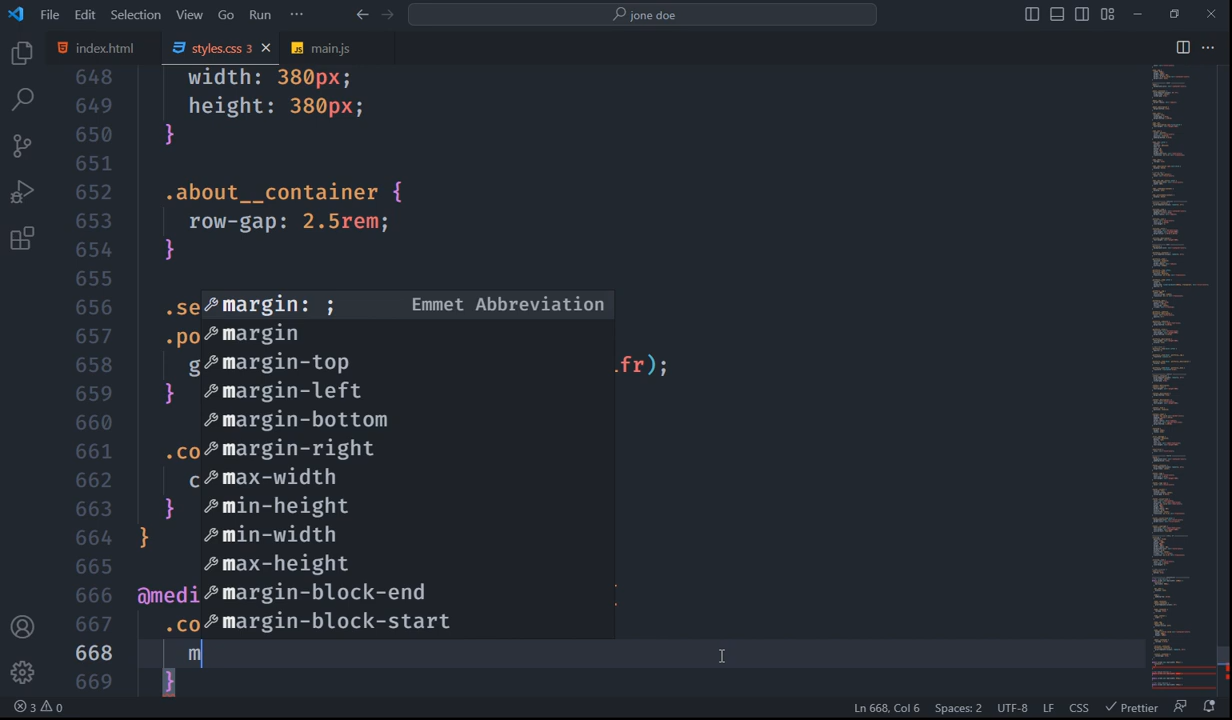 File Edit Selection View Go Run ··· jone doe
index.html styles.css 3 main.js
648 width: 380px;
649 height: 380px;
650 }
651
652 .about__container {
653 row-gap: 2.5rem;
654 }
655
656 .se margin: ; Emmet Abbreviation
657 .po margin
658 g margin-top fr);
659 } margin-left
660 margin-bottom
661 .co margin-right
662 c max-width
663 } min-height
664 } min-width
665 max-height
666 @medi margin-block-end
667 .co margin-block-start
668 m
669 }
3 0 Ln 668, Col 6 Spaces: 2 UTF-8 LF CSS Prettier